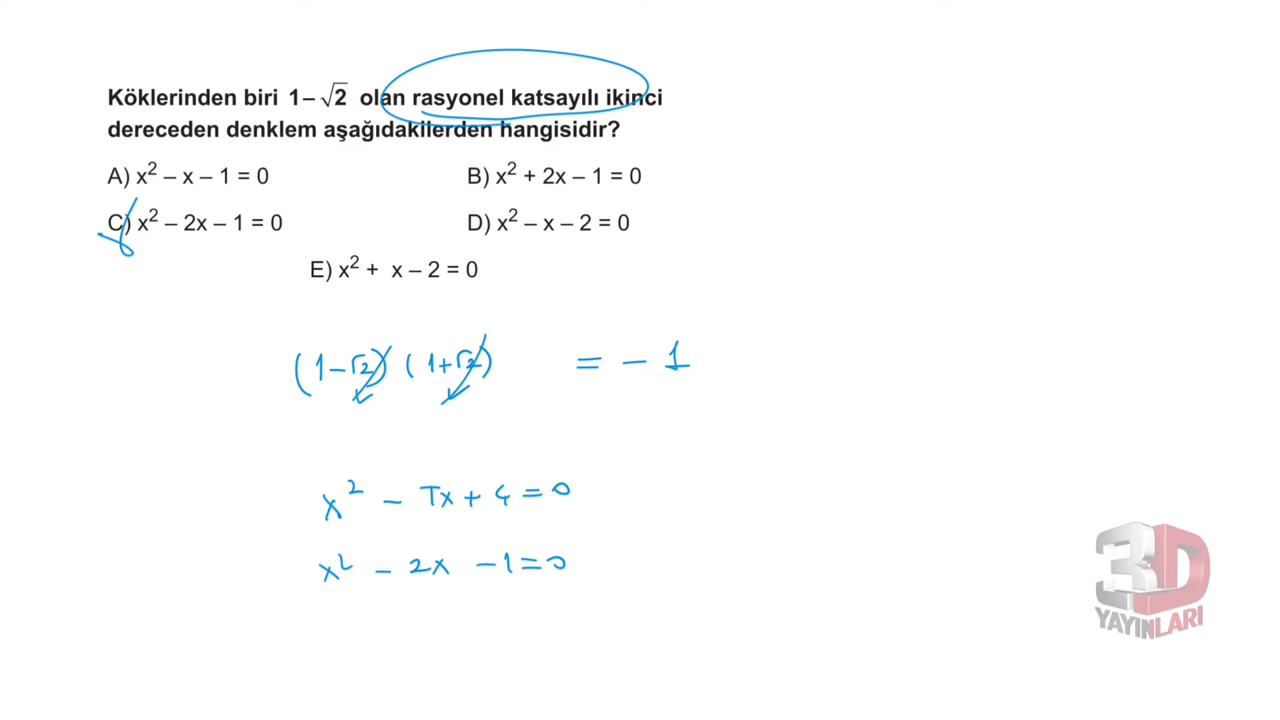 Köklerinden biri 1 – √2 olan rasyonel katsayılı ikinci
dereceden denklem aşağıdakilerden hangisidir?
A) x² – x – 1 = 0
B) x² + 2x – 1 = 0
C) x² – 2x – 1 = 0
D) x² – x – 2 = 0
E) x² + x – 2 = 0
(1 – √2) (1 + √2) = – 1
x² – Tx + Ç = 0
x² – 2x – 1 = 0
3D
YAYINLARI